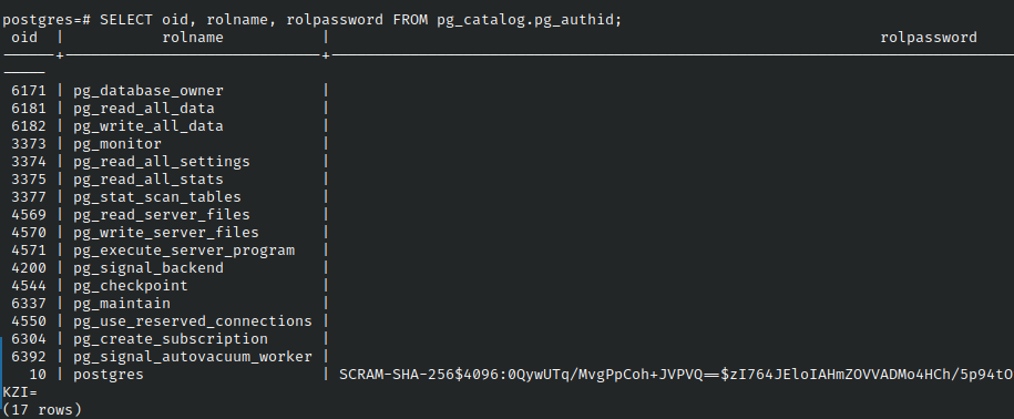 postgres=# SELECT oid, rolname, rolpassword FROM pg_catalog.pg_authid;
oid | rolname | rolpassword
6171 | pg_database_owner |
6181 | pg_read_all_data |
6182 | pg_write_all_data |
3373 | pg_monitor |
3374 | pg_read_all_settings |
3375 | pg_read_all_stats |
3377 | pg_stat_scan_tables |
4569 | pg_read_server_files |
4570 | pg_write_server_files |
4571 | pg_execute_server_program |
4200 | pg_signal_backend |
4544 | pg_checkpoint |
6337 | pg_maintain |
4550 | pg_use_reserved_connections |
6304 | pg_create_subscription |
6392 | pg_signal_autovacuum_worker |
10 | postgres | SCRAM-SHA-256$4096:0QywUTq/MvgPpCoh+JVPVQ==$zI764JEloIAHmZOVVADMo4HCh/5p94tO
KZI=
(17 rows)